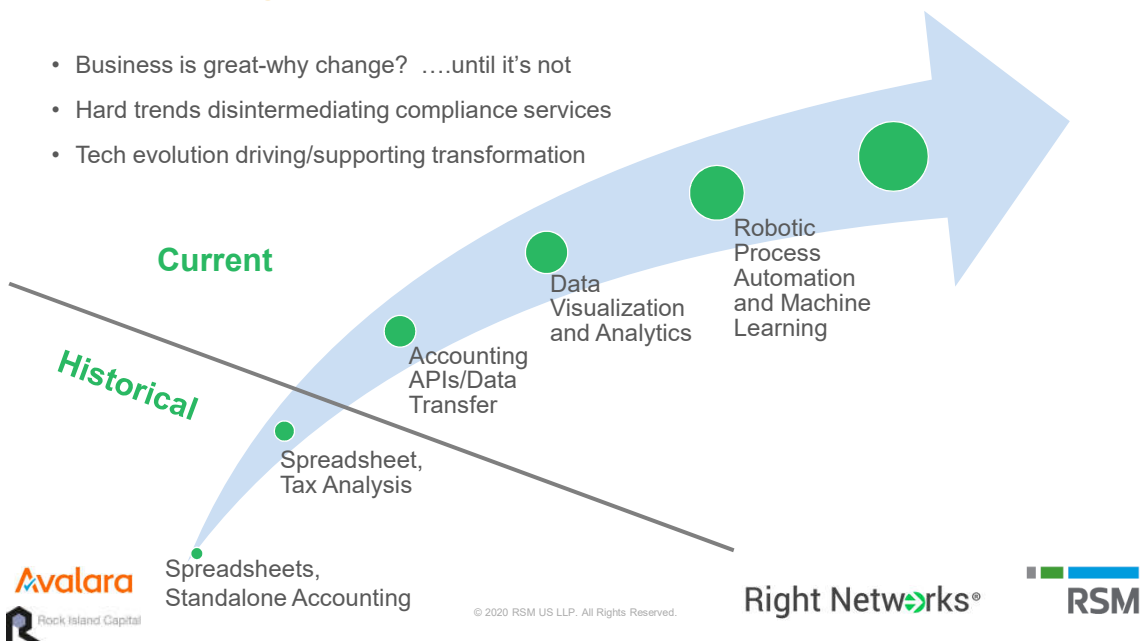 • Business is great-why change? ….until it's not
• Hard trends disintermediating compliance services
• Tech evolution driving/supporting transformation
Current
Historical
Robotic
Process
Automation
and Machine
Learning
Data
Visualization
and Analytics
Accounting
APIs/Data
Transfer
Spreadsheet,
Tax Analysis
Spreadsheets,
Standalone Accounting
Avalara
Rock Island Capital
© 2020 RSM US LLP. All Rights Reserved.
Right Networks®
RSM